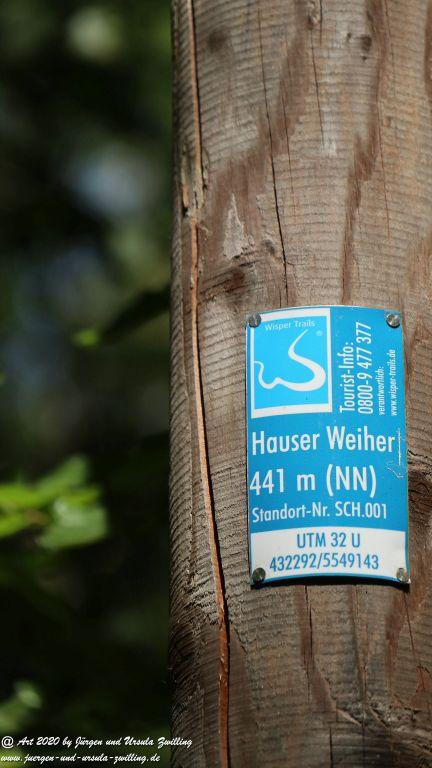 Wisper Trails
®
Tourist-Info:
0800-9 477 377
verantwortlich:
www.wisper-trails.de
Hauser Weiher
441 m (NN)
Standort-Nr. SCH.001
UTM 32 U
432292/5549143
@ Art 2020 by Jürgen und Ursula Zwilling
www.juergen-und-ursula-zwilling.de